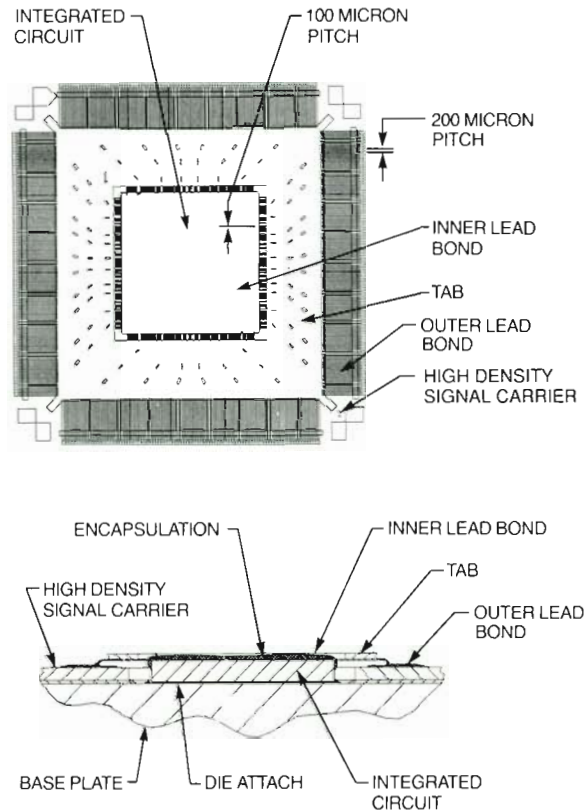 INTEGRATED
CIRCUIT
100 MICRON
PITCH
200 MICRON
PITCH
INNER LEAD
BOND
TAB
OUTER LEAD
BOND
HIGH DENSITY
SIGNAL CARRIER
ENCAPSULATION
INNER LEAD BOND
TAB
HIGH DENSITY
SIGNAL CARRIER
OUTER LEAD
BOND
BASE PLATE
DIE ATTACH
INTEGRATED
CIRCUIT